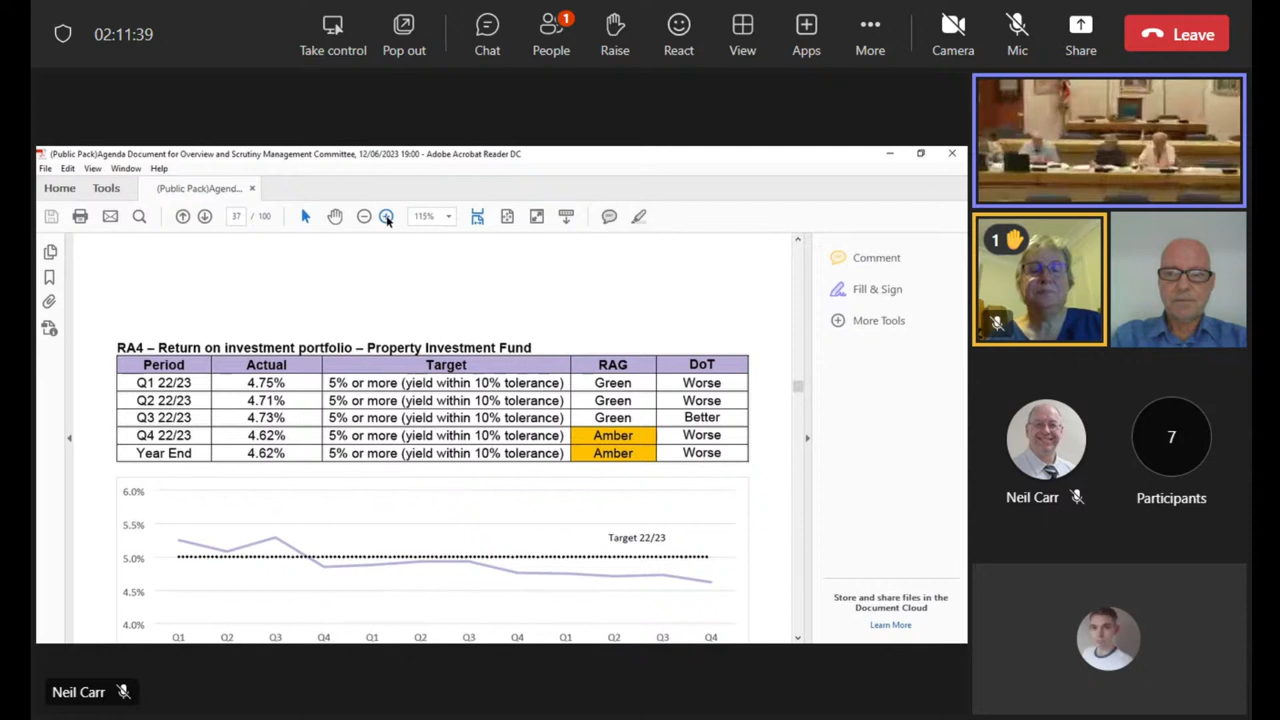 02:11:39
Take control
Pop out
Chat
1
People
Raise
React
View
Apps
More
Camera
Mic
Share
Leave
(Public Pack)Agenda Document for Overview and Scrutiny Management Committee, 12/06/2023 19:00 - Adobe Acrobat Reader DC
File Edit View Window Help
Home Tools (Public Pack)Agend... ×
37 / 100 115%
Comment
Fill & Sign
More Tools
RA4 – Return on investment portfolio – Property Investment Fund
Period Actual Target RAG DoT
Q1 22/23 4.75% 5% or more (yield within 10% tolerance) Green Worse
Q2 22/23 4.71% 5% or more (yield within 10% tolerance) Green Worse
Q3 22/23 4.73% 5% or more (yield within 10% tolerance) Green Better
Q4 22/23 4.62% 5% or more (yield within 10% tolerance) Amber Worse
Year End 4.62% 5% or more (yield within 10% tolerance) Amber Worse
6.0%
5.5%
Target 22/23
5.0%
4.5%
4.0%
Q1 Q2 Q3 Q4 Q1 Q2 Q3 Q4 Q1 Q2 Q3 Q4
Store and share files in the
Document Cloud
Learn More
1
Neil Carr
7
Participants
Neil Carr